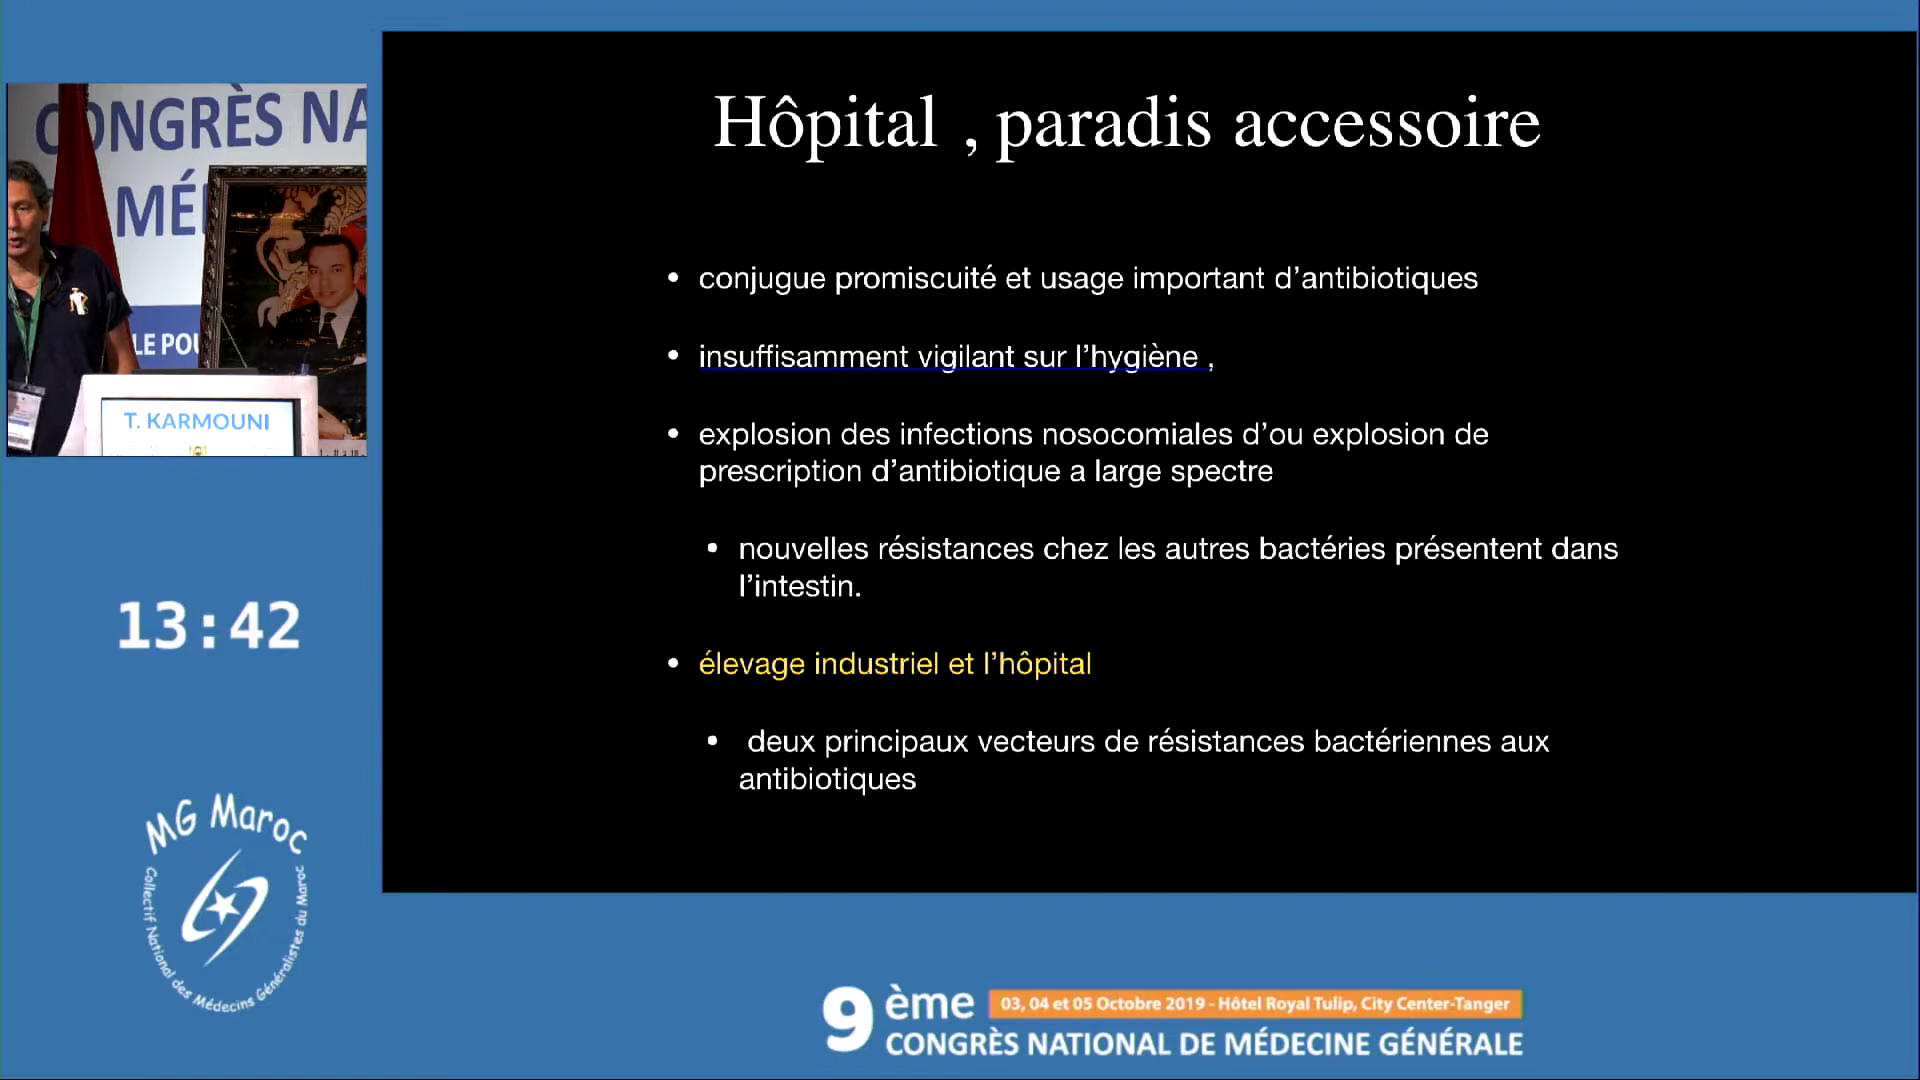 CONGRÈS NA
MÉ
LE POU
T. KARMOUNI
13:42
MG Maroc
Collectif National des Médecins Généralistes du Maroc
Hôpital , paradis accessoire
• conjugue promiscuité et usage important d’antibiotiques
• insuffisamment vigilant sur l’hygiène ,
• explosion des infections nosocomiales d’ou explosion de
prescription d’antibiotique a large spectre
• nouvelles résistances chez les autres bactéries présentent dans
l’intestin.
• élevage industriel et l’hôpital
• deux principaux vecteurs de résistances bactériennes aux
antibiotiques
9 ème
03, 04 et 05 Octobre 2019 - Hôtel Royal Tulip, City Center-Tanger
CONGRÈS NATIONAL DE MÉDECINE GÉNÉRALE